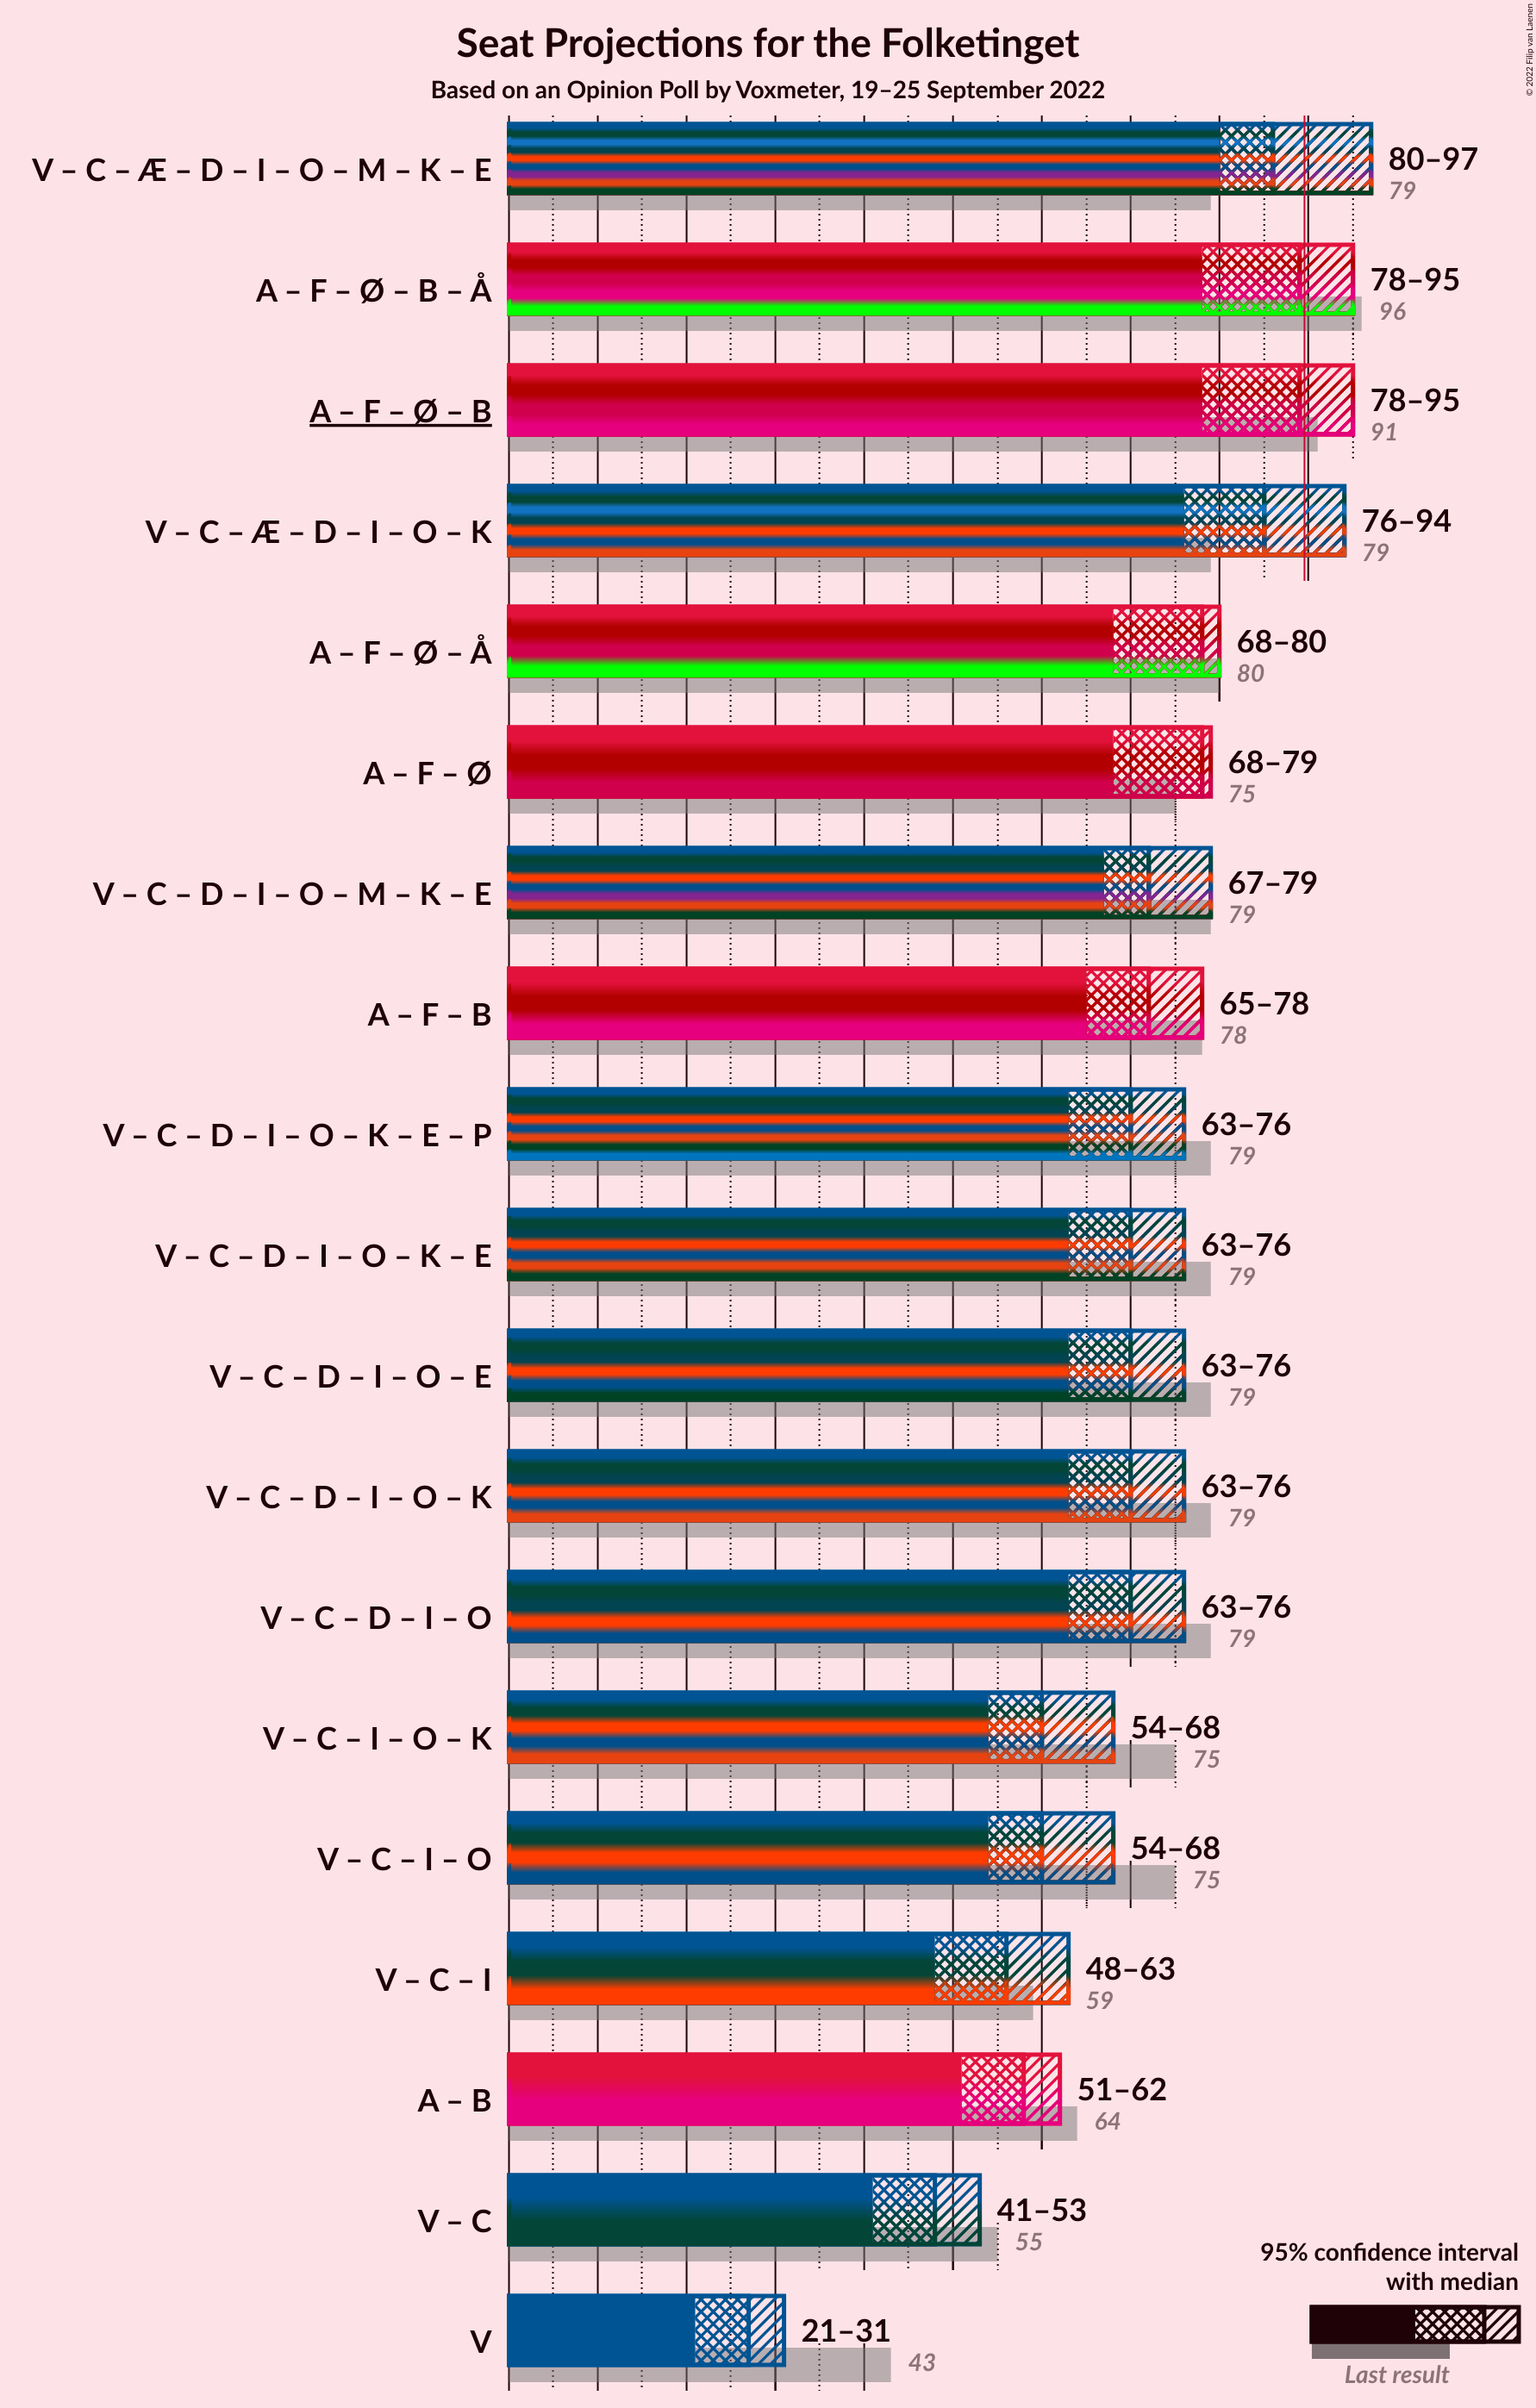 Seat Projections for the Folketinget
Based on an Opinion Poll by Voxmeter, 19–25 September 2022
© 2022 Filip van Laenen
V – C – Æ – D – I – O – M – K – E
80–97
79
A – F – Ø – B – Å
78–95
96
A – F – Ø – B
78–95
91
V – C – Æ – D – I – O – K
76–94
79
A – F – Ø – Å
68–80
80
A – F – Ø
68–79
75
V – C – D – I – O – M – K – E
67–79
79
A – F – B
65–78
78
V – C – D – I – O – K – E – P
63–76
79
V – C – D – I – O – K – E
63–76
79
V – C – D – I – O – E
63–76
79
V – C – D – I – O – K
63–76
79
V – C – D – I – O
63–76
79
V – C – I – O – K
54–68
75
V – C – I – O
54–68
75
V – C – I
48–63
59
A – B
51–62
64
V – C
41–53
55
V
21–31
43
95% confidence interval
with median
Last result